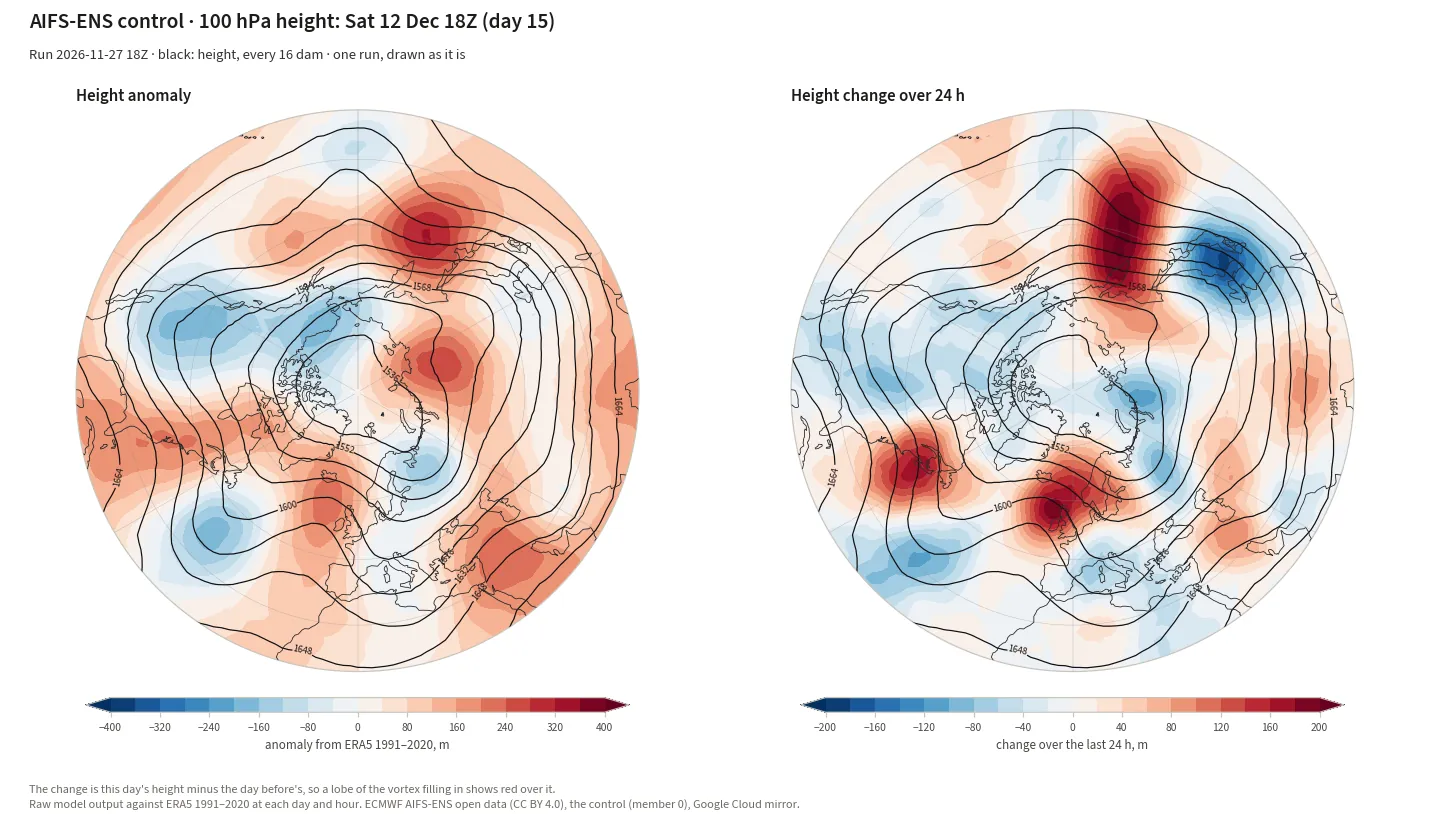 AIFS-ENS control · 100 hPa height: Sat 12 Dec 18Z (day 15)
Run 2026-11-27 18Z · black: height, every 16 dam · one run, drawn as it is
Height anomaly
Height change over 24 h
1568
1536
1552
1600
1664
1664
1616
1632
1648
1648
1568
1536
1552
1600
1664
1664
1616
1632
1648
1648
−400 −320 −240 −160 −80 0 80 160 240 320 400
anomaly from ERA5 1991–2020, m
−200 −160 −120 −80 −40 0 40 80 120 160 200
change over the last 24 h, m
The change is this day's height minus the day before's, so a lobe of the vortex filling in shows red over it.
Raw model output against ERA5 1991–2020 at each day and hour. ECMWF AIFS-ENS open data (CC BY 4.0), the control (member 0), Google Cloud mirror.